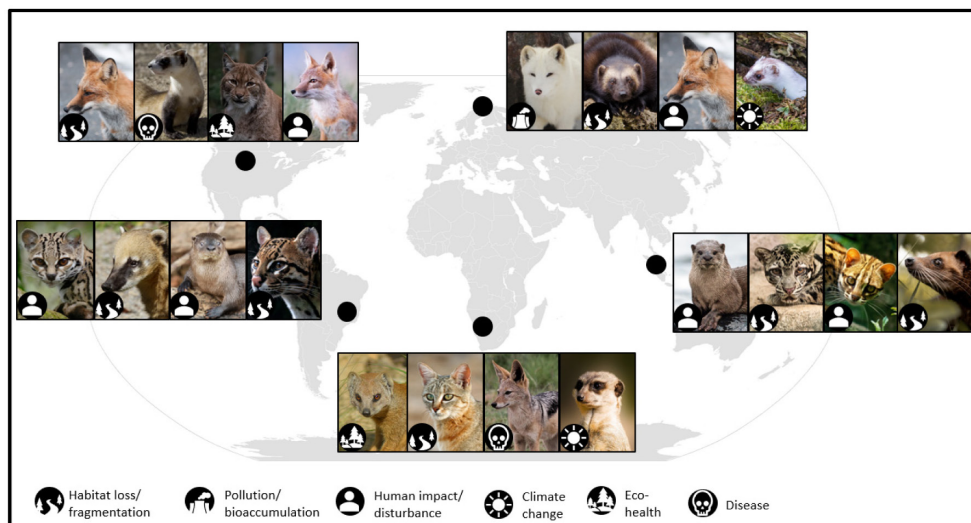 Habitat loss/
fragmentation
Pollution/
bioaccumulation
Human impact/
disturbance
Climate
change
Eco-
health
Disease